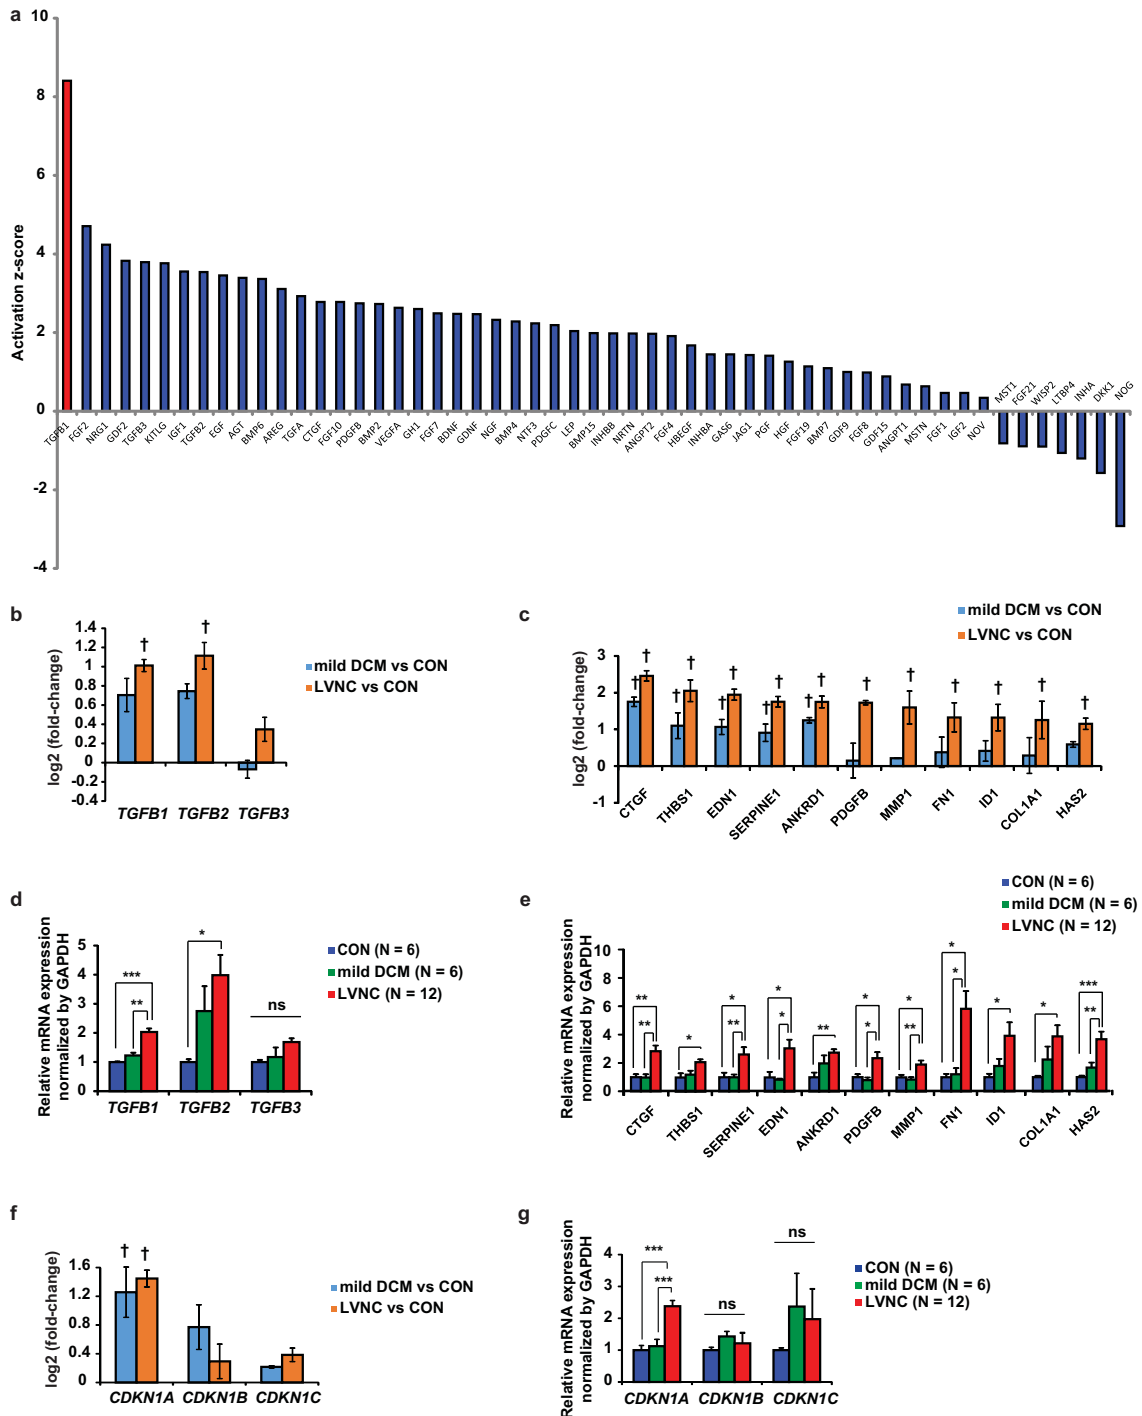 a
10
8
6
4
2
0
-2
-4
Activation z-score
TGFB1 FGF2 NRG1 GDF2 TGFB3 KITLG IGF1 TGFB2 EGF AGT BMP6 AREG TGFA CTGF FGF10 PDGFB BMP2 VEGFA GH1 FGF7 BDNF GDNF NGF BMP4 NTF3 PDGFC LEP BMP15 INHBB NRTN ANGPT2 FGF4 HBEGF INHBA GAS6 JAG1 PGF HGF FGF19 BMP7 GDF9 FGF8 GDF15 ANGPT1 MSTN FGF1 IGF2 NOV MST1 FGF21 WISP2 LTBP4 INHA DKK1 NOG
b
log2 (fold-change)
1.4
1.2
1
0.8
0.6
0.4
0.2
0
-0.2
-0.4
† †
TGFB1 TGFB2 TGFB3
mild DCM vs CON
LVNC vs CON
c
mild DCM vs CON
LVNC vs CON
log2 (fold-change)
3
2
1
0
-1
† † † † † † † † † † † † † † † †
CTGF THBS1 EDN1 SERPINE1 ANKRD1 PDGFB MMP1 FN1 ID1 COL1A1 HAS2
d
Relative mRNA expression
normalized by GAPDH
5
4
3
2
1
0
*** ** * ns
TGFB1 TGFB2 TGFB3
CON (N = 6)
mild DCM (N = 6)
LVNC (N = 12)
e
CON (N = 6)
mild DCM (N = 6)
LVNC (N = 12)
Relative mRNA expression
normalized by GAPDH
10
8
6
4
2
0
** ** * * ** * * ** * * * ** * * * * *** **
CTGF THBS1 SERPINE1 EDN1 ANKRD1 PDGFB MMP1 FN1 ID1 COL1A1 HAS2
f
log2 (fold-change)
1.6
1.2
0.8
0.4
0
† †
CDKN1A CDKN1B CDKN1C
mild DCM vs CON
LVNC vs CON
g
Relative mRNA expression
normalized by GAPDH
4
3
2
1
0
*** *** ns ns
CDKN1A CDKN1B CDKN1C
CON (N = 6)
mild DCM (N = 6)
LVNC (N = 12)